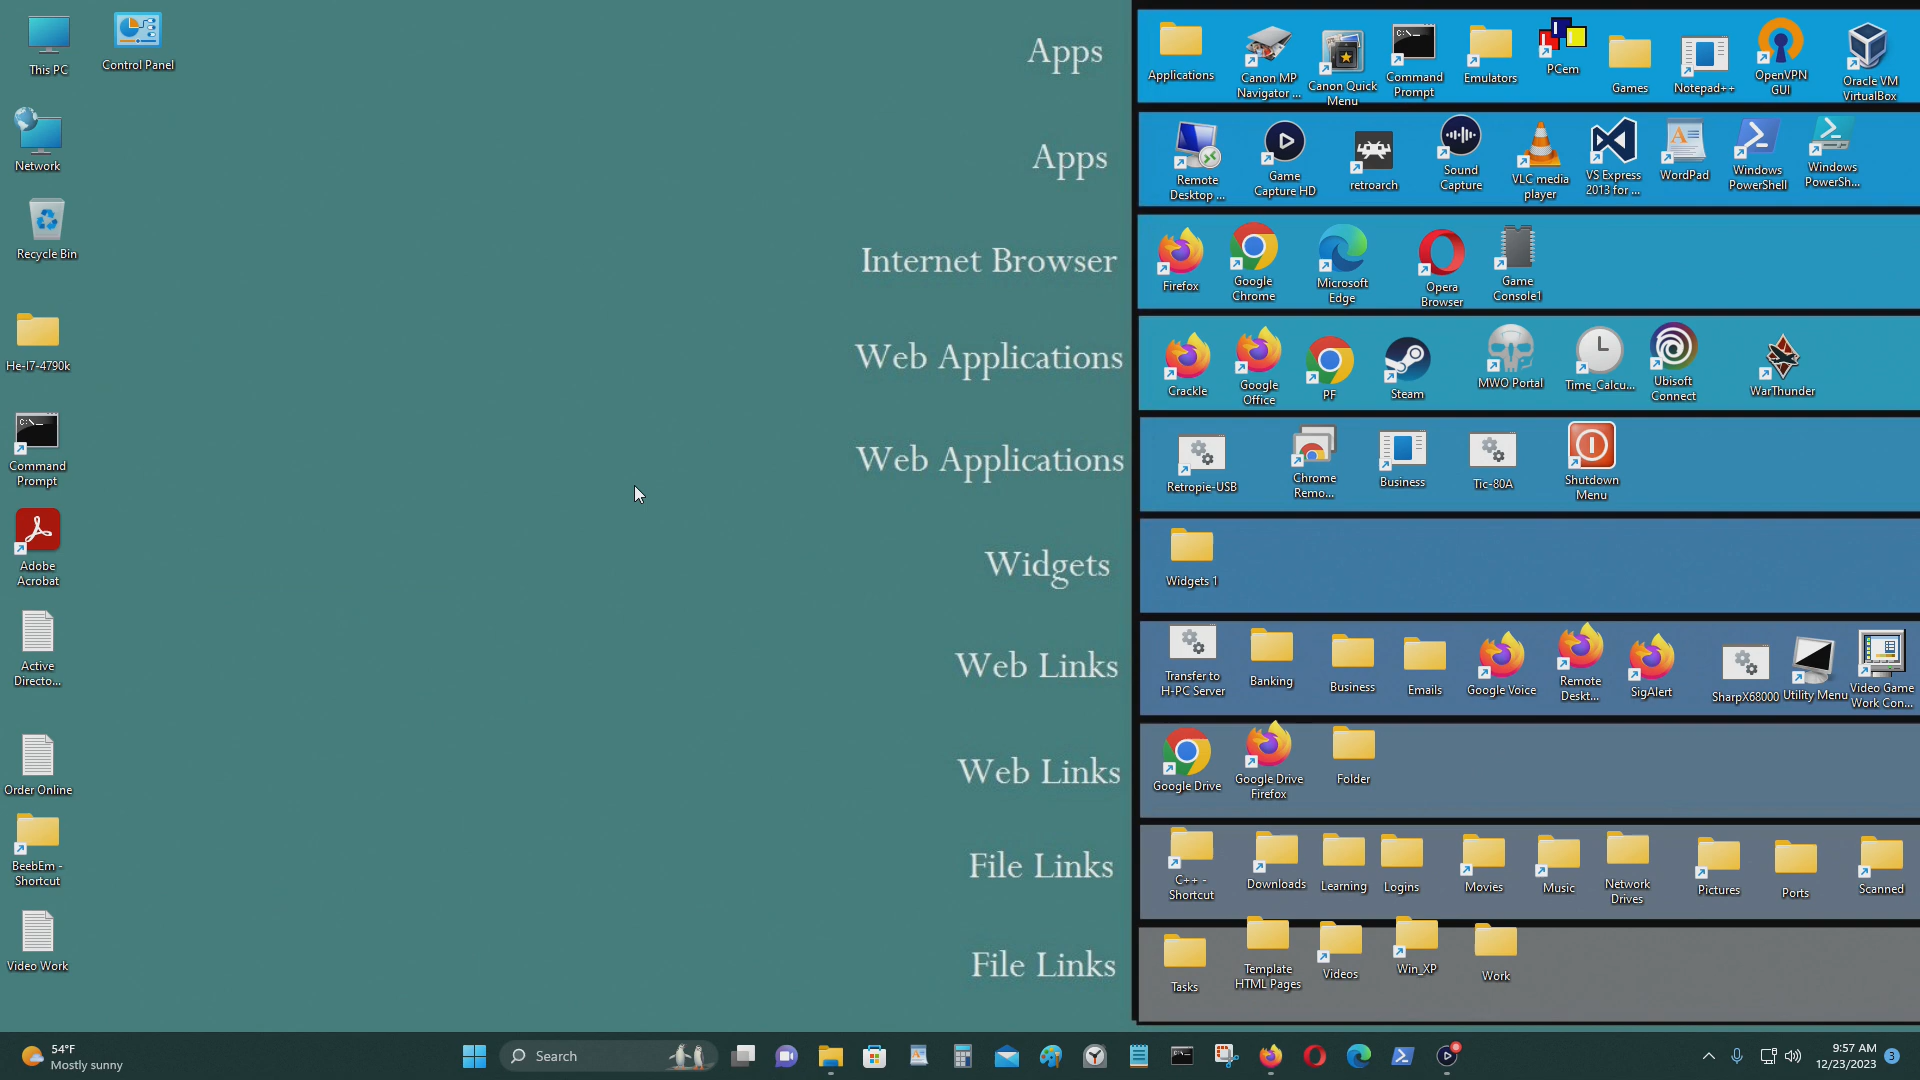 This PC
Control Panel
Network
Recycle Bin
He-I7-4790k
Command
Prompt
Adobe
Acrobat
Active
Directo...
Order Online
BeebEm -
Shortcut
Video Work
Apps
Applications
Canon MP
Navigator ...
Canon Quick
Menu
Command
Prompt
Emulators
PCem
Games
Notepad++
OpenVPN
GUI
Oracle VM
VirtualBox
Apps
Remote
Desktop ...
Game
Capture HD
retroarch
Sound
Capture
VLC media
player
VS Express
2013 for ...
WordPad
Windows
PowerShell
Windows
PowerSh...
Internet Browser
Firefox
Google
Chrome
Microsoft
Edge
Opera
Browser
Game
Console1
Web Applications
Crackle
Google
Office
PF
Steam
MWO Portal
Time_Calcu...
Ubisoft
Connect
WarThunder
Web Applications
Retropie-USB
Chrome
Remo...
Business
Tic-80A
Shutdown
Menu
Widgets
Widgets 1
Web Links
Transfer to
H-PC Server
Banking
Business
Emails
Google Voice
Remote
Deskt...
SigAlert
SharpX68000
Utility Menu
Video Game
Work Con...
Web Links
Google Drive
Google Drive
Firefox
Folder
File Links
C++ -
Shortcut
Downloads
Learning
Logins
Movies
Music
Network
Drives
Pictures
Ports
Scanned
File Links
Tasks
Template
HTML Pages
Videos
Win_XP
Work
54°F
Mostly sunny
Search
9:57 AM
12/23/2023
3